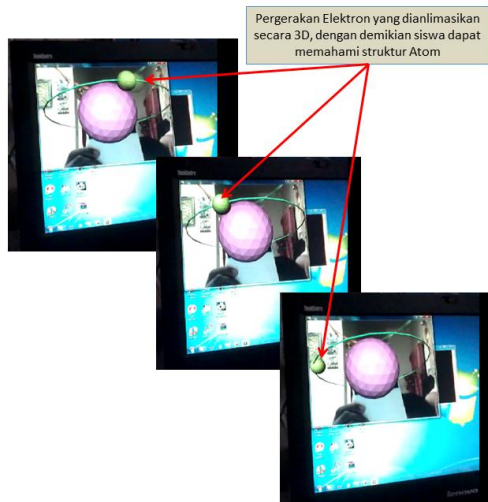 Pergerakan Elektron yang dianlimasikan
secara 3D, dengan demikian siswa dapat
memahami struktur Atom